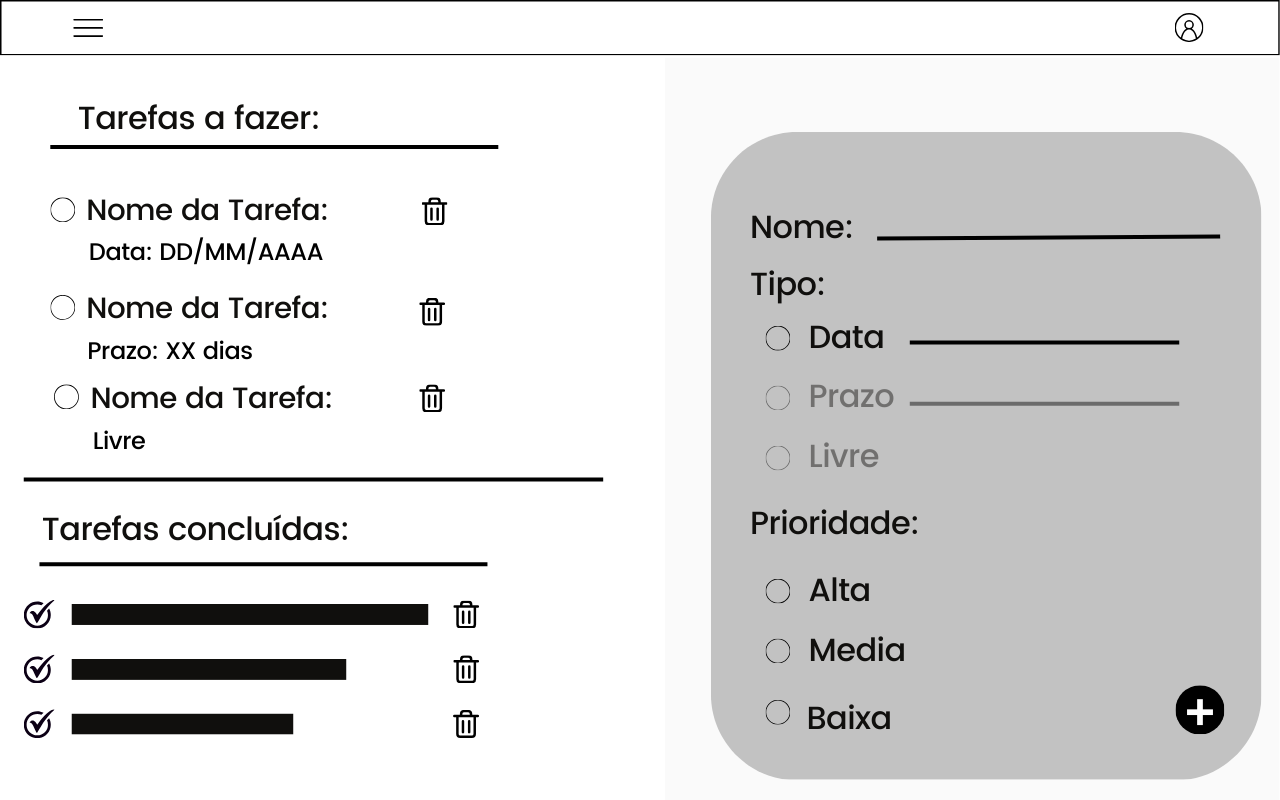 Tarefas a fazer:
Nome da Tarefa:
Data: DD/MM/AAAA
Nome da Tarefa:
Prazo: XX dias
Nome da Tarefa:
Livre
Tarefas concluídas:
Nome:
Tipo:
Data
Prazo
Livre
Prioridade:
Alta
Media
Baixa